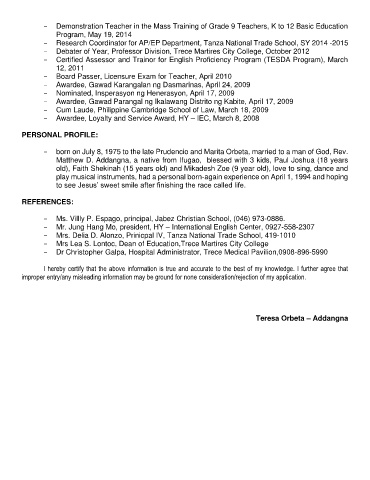 - Demonstration Teacher in the Mass Training of Grade 9 Teachers, K to 12 Basic Education
Program, May 19, 2014
- Research Coordinator for AP/EP Department, Tanza National Trade School, SY 2014 -2015
- Debater of Year, Professor Division, Trece Martires City College, October 2012
- Certified Assessor and Trainor for English Proficiency Program (TESDA Program), March
12, 2011
- Board Passer, Licensure Exam for Teacher, April 2010
- Awardee, Gawad Karangalan ng Dasmarinas, April 24, 2009
- Nominated, Insperasyon ng Henerasyon, April 17, 2009
- Awardee, Gawad Parangal ng Ikalawang Distrito ng Kabite, April 17, 2009
- Cum Laude, Philippine Cambridge School of Law, March 18, 2009
- Awardee, Loyalty and Service Award, HY – IEC, March 8, 2008
PERSONAL PROFILE:
- born on July 8, 1975 to the late Prudencio and Marita Orbeta, married to a man of God, Rev.
Matthew D. Addangna, a native from Ifugao, blessed with 3 kids, Paul Joshua (18 years
old), Faith Shekinah (15 years old) and Mikadesh Zoe (9 year old), love to sing, dance and
play musical instruments, had a personal born-again experience on April 1, 1994 and hoping
to see Jesus' sweet smile after finishing the race called life.
REFERENCES:
- Ms. Villly P. Espago, principal, Jabez Christian School, (046) 973-0886.
- Mr. Jung Hang Mo, president, HY – International English Center, 0927-558-2307
- Mrs. Delia D. Alonzo, Prinicpal IV, Tanza National Trade School, 419-1010
- Mrs Lea S. Lontoc, Dean of Education,Trece Martires City College
- Dr Christopher Galpa, Hospital Administrator, Trece Medical Pavilion,0908-896-5990
I hereby certify that the above information is true and accurate to the best of my knowledge. I further agree that
improper entry/any misleading information may be ground for none consideration/rejection of my application.
Teresa Orbeta – Addangna